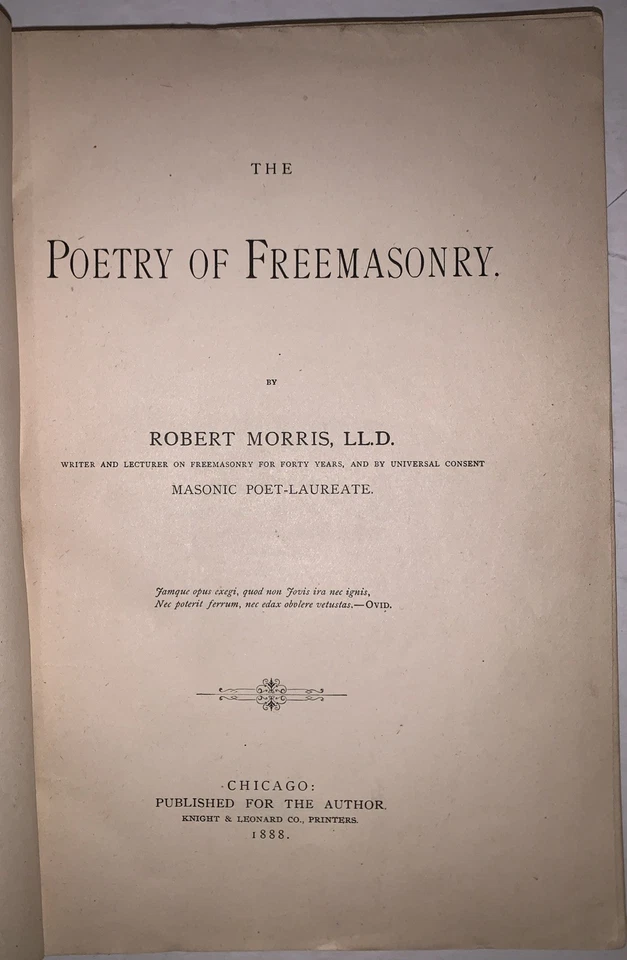 THE
POETRY OF FREEMASONRY.
BY
ROBERT MORRIS, LL.D.
WRITER AND LECTURER ON FREEMASONRY FOR FORTY YEARS, AND BY UNIVERSAL CONSENT
MASONIC POET-LAUREATE.
Jamque opus exegi, quod non Jovis ira nec ignis,
Nec poterit ferrum, nec edax obolere vetustas.—OVID.
CHICAGO:
PUBLISHED FOR THE AUTHOR.
KNIGHT & LEONARD CO., PRINTERS.
1888.